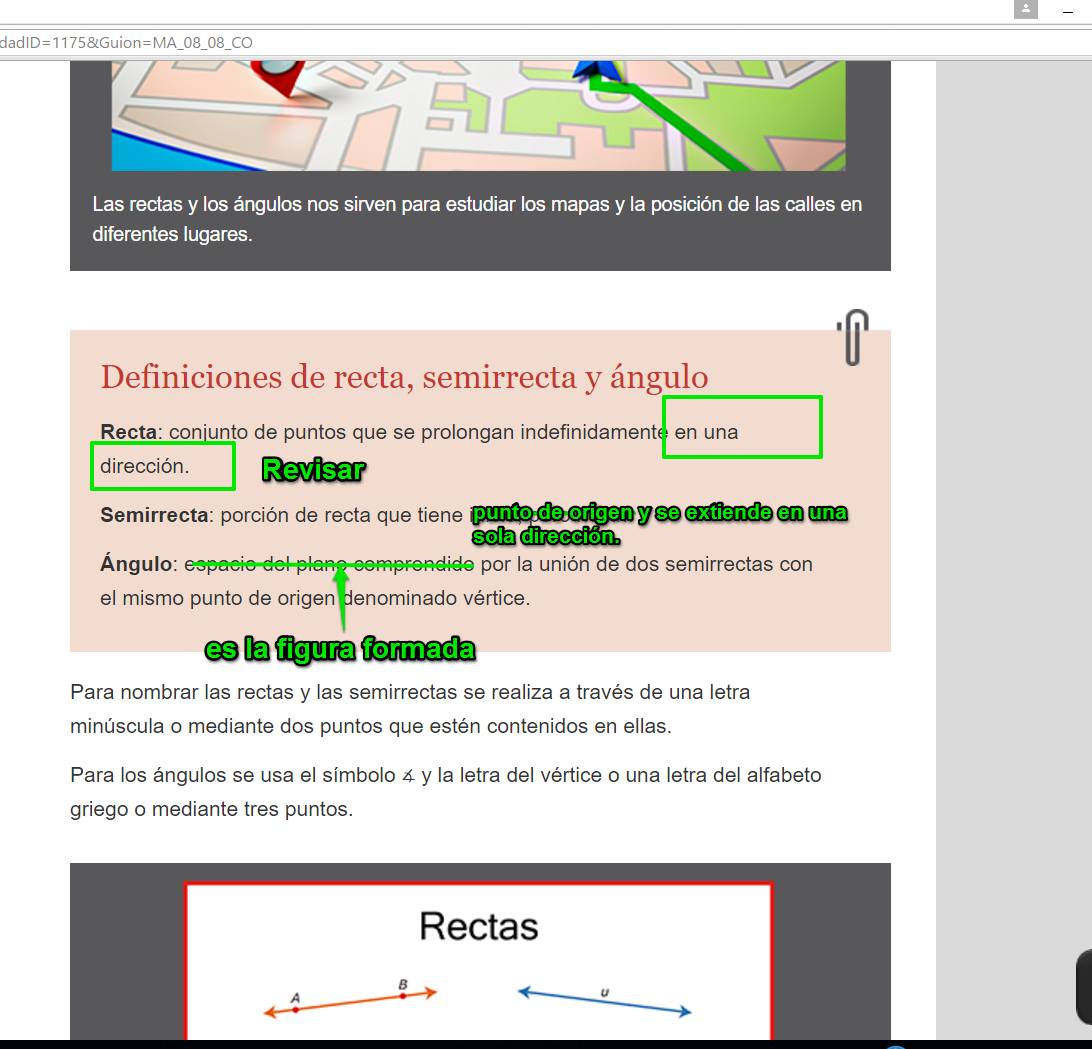 dadID=1175&Guion=MA_08_08_CO
Las rectas y los ángulos nos sirven para estudiar los mapas y la posición de las calles en
diferentes lugares.
Definiciones de recta, semirrecta y ángulo
Recta: conjunto de puntos que se prolongan indefinidamente en una
dirección.
Revisar
Semirrecta: porción de recta que tiene punto de origen y se extiende en una
sola dirección.
Ángulo: espacio del plano comprendido por la unión de dos semirrectas con
el mismo punto de origen denominado vértice.
es la figura formada
Para nombrar las rectas y las semirrectas se realiza a través de una letra
minúscula o mediante dos puntos que estén contenidos en ellas.
Para los ángulos se usa el símbolo ∡ y la letra del vértice o una letra del alfabeto
griego o mediante tres puntos.
Rectas
A B u